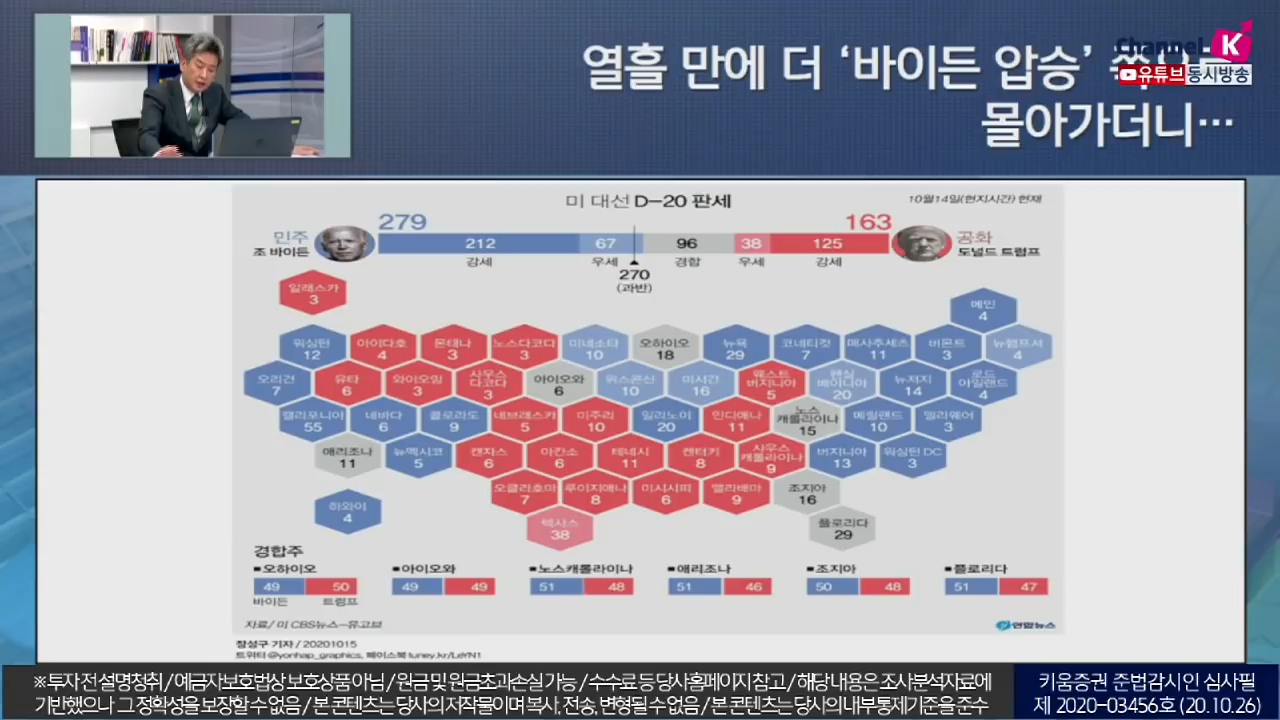 열흘 만에 더 ‘바이든 압승’
몰아가더니…
Channel K
유튜브 동시방송
미 대선 D-20 판세
10월14일(현지시간) 현재
279
163
민주
조 바이든
212
67
96
38
125
공화
도널드 트럼프
강세
우세
경합
우세
강세
270
(과반)
알래스카
3
메인
4
워싱턴
12
아이다호
4
몬태나
3
노스다코다
3
미네소타
10
오하이오
18
뉴욕
29
코네티컷
7
매사추세츠
11
버몬트
3
뉴햄프셔
4
오리건
7
유타
6
와이오밍
3
사우스
다코다
3
아이오와
6
위스콘신
10
미시간
16
웨스트
버지니아
5
펜실
베이니아
20
뉴저지
14
로드
아일랜드
4
캘리포니아
55
네바다
6
콜로라도
9
네브래스카
5
미주리
10
일리노이
20
인디애나
11
노스
캐롤라이나
15
메릴랜드
10
델라웨어
3
애리조나
11
뉴멕시코
5
캔자스
6
아칸소
6
테네시
11
켄터키
8
사우스
캐롤라이나
9
버지니아
13
워싱턴 DC
3
오클라호마
7
루이지애나
8
미시시피
6
앨라배마
9
조지아
16
하와이
4
텍사스
38
플로리다
29
경합주
■오하이오
49 50
바이든 트럼프
■아이오와
49 49
■노스캐롤라이나
51 48
■애리조나
51 46
■조지아
50 48
■플로리다
51 47
자료/ 미 CBS뉴스-유고브
연합뉴스
장성구 기자 / 20201015
트위터 @yonhap_graphics, 페이스북 tuney.kr/LeYN1
※ 투자 전 설명청취 / 예금자보호법상 보호상품 아님 / 원금 및 원금초과손실 가능 / 수수료 등 당사홈페이지 참고 / 해당 내용은 조사분석자료에
기반했으나 그 정확성을 보장할 수 없음 / 본 콘텐츠는 당사의 저작물이며 복사, 전송, 변형될 수 없음 / 본 콘텐츠는 당사의 내부통제기준을 준수
키움증권 준법감시인 심사필
제 2020-03456호 (20.10.26)